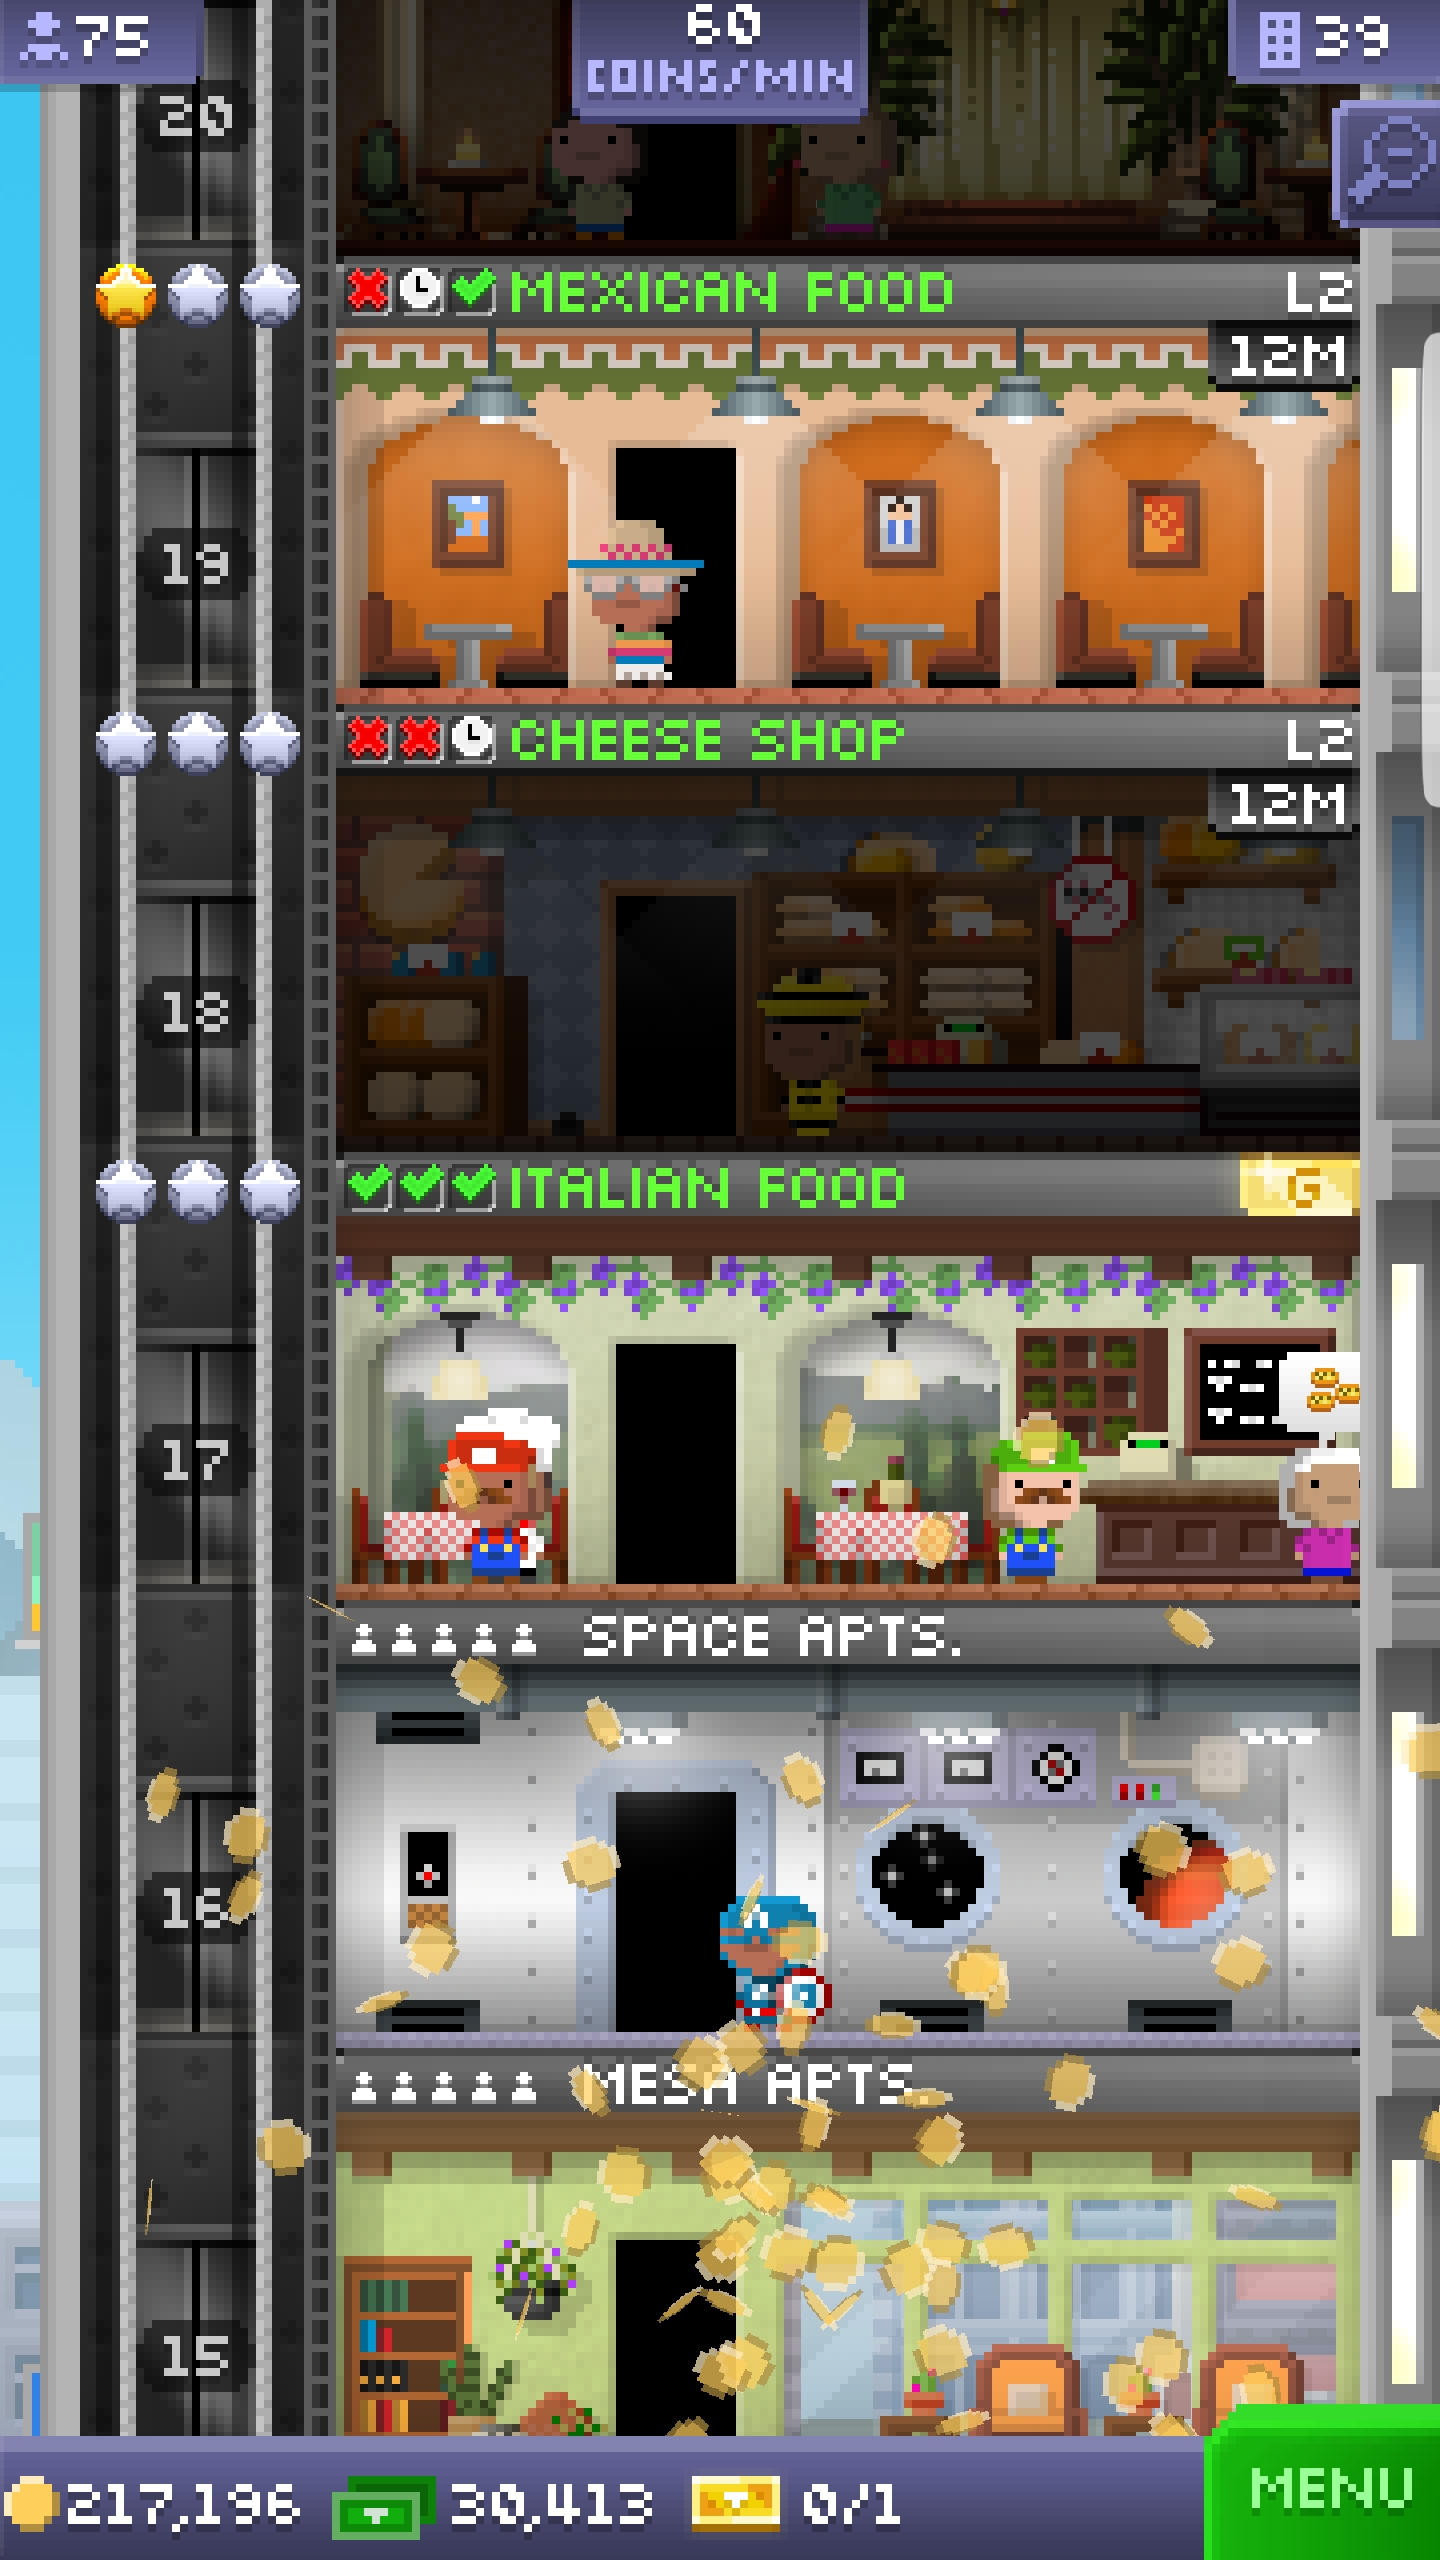 75
60
COINS/MIN
39
20
MEXICAN FOOD
L2
12M
19
CHEESE SHOP
L2
12M
18
ITALIAN FOOD
G
17
SPACE APTS.
16
MESA APTS.
15
217,196
30,413
0/1
MENU